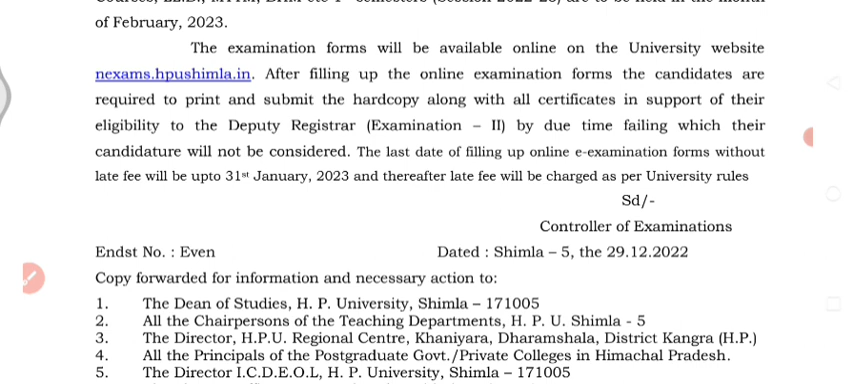 of February, 2023.
The examination forms will be available online on the University website
nexams.hpushimla.in. After filling up the online examination forms the candidates are
required to print and submit the hardcopy along with all certificates in support of their
eligibility to the Deputy Registrar (Examination – II) by due time failing which their
candidature will not be considered. The last date of filling up online e-examination forms without
late fee will be upto 31st January, 2023 and thereafter late fee will be charged as per University rules
Sd/-
Controller of Examinations
Endst No. : Even Dated : Shimla – 5, the 29.12.2022
Copy forwarded for information and necessary action to:
1. The Dean of Studies, H. P. University, Shimla – 171005
2. All the Chairpersons of the Teaching Departments, H. P. U. Shimla - 5
3. The Director, H.P.U. Regional Centre, Khaniyara, Dharamshala, District Kangra (H.P.)
4. All the Principals of the Postgraduate Govt./Private Colleges in Himachal Pradesh.
5. The Director I.C.D.E.O.L, H. P. University, Shimla – 171005